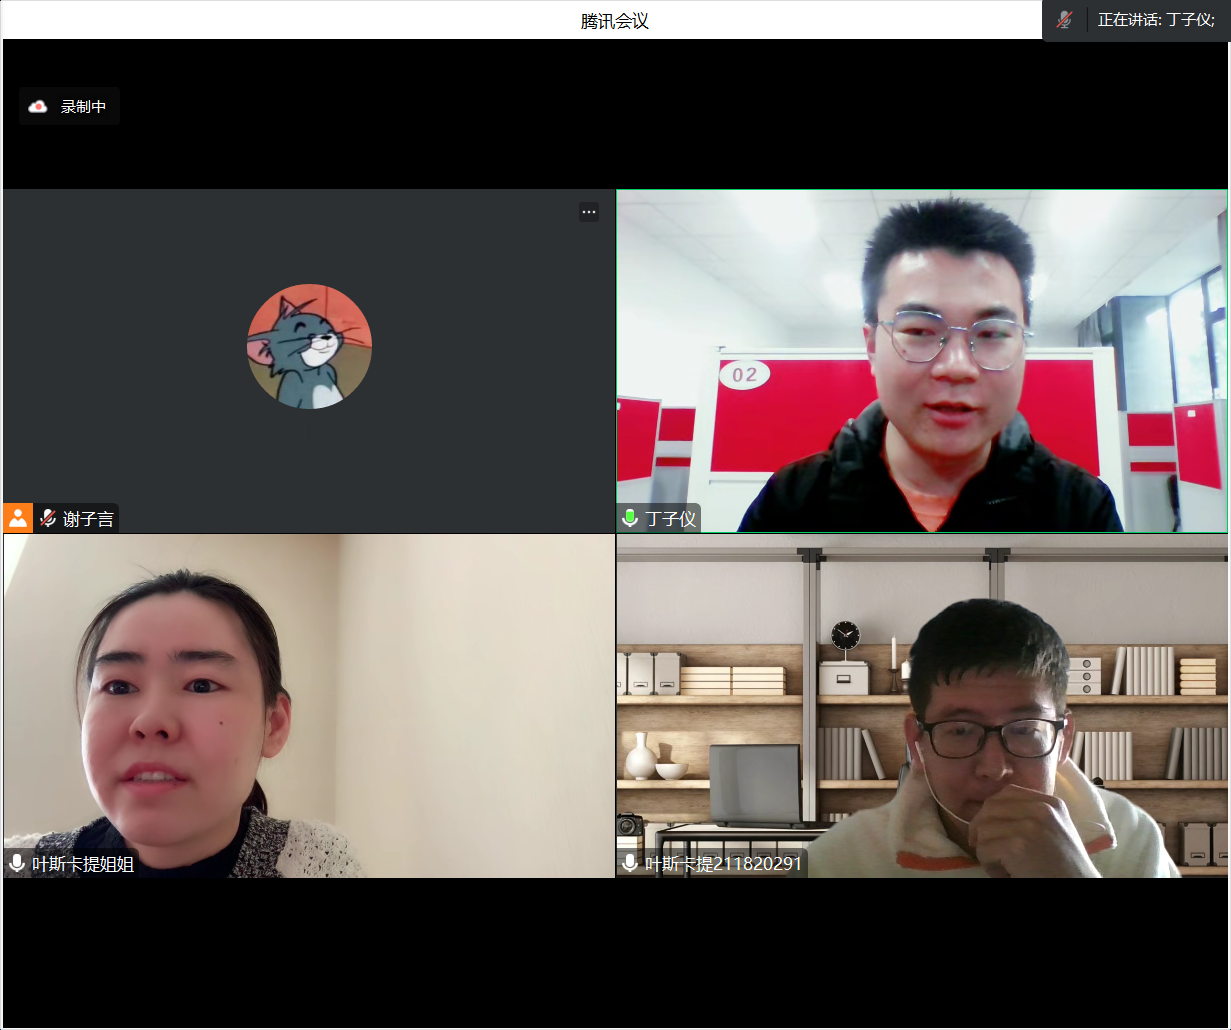 腾讯会议
正在讲话: 丁子仪;
录制中
02
谢子言
丁子仪
叶斯卡提姐姐
叶斯卡提211820291